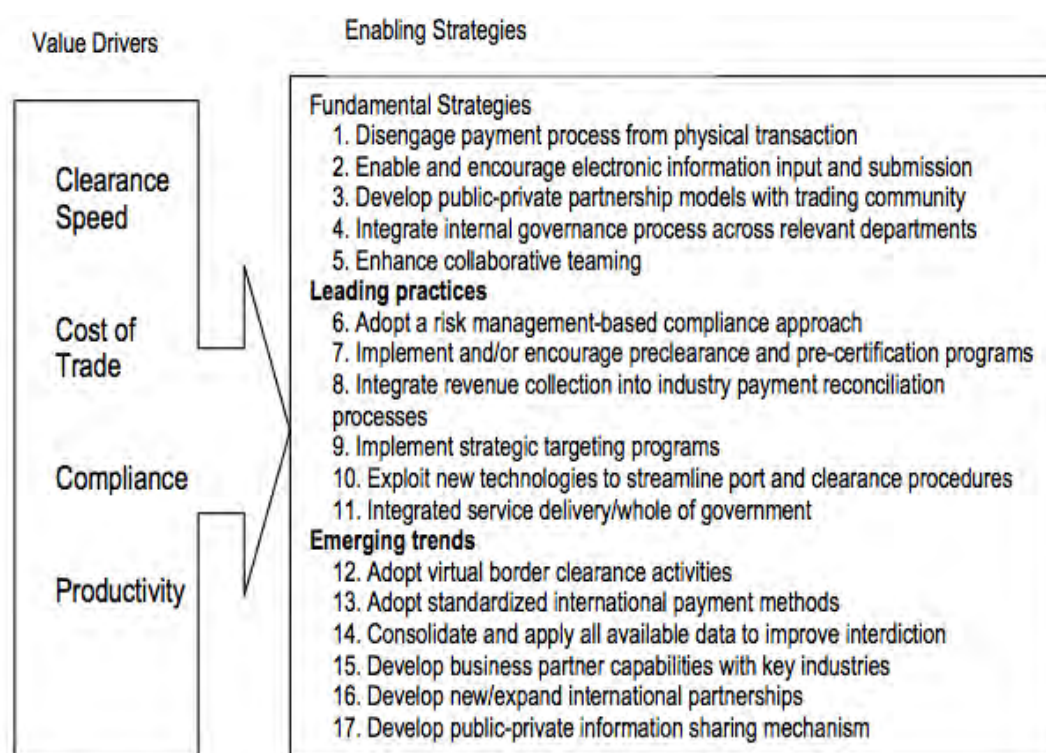 Value Drivers
Enabling Strategies
Clearance
Speed
Cost of
Trade
Compliance
Productivity
Fundamental Strategies
1. Disengage payment process from physical transaction
2. Enable and encourage electronic information input and submission
3. Develop public-private partnership models with trading community
4. Integrate internal governance process across relevant departments
5. Enhance collaborative teaming
Leading practices
6. Adopt a risk management-based compliance approach
7. Implement and/or encourage preclearance and pre-certification programs
8. Integrate revenue collection into industry payment reconciliation
processes
9. Implement strategic targeting programs
10. Exploit new technologies to streamline port and clearance procedures
11. Integrated service delivery/whole of government
Emerging trends
12. Adopt virtual border clearance activities
13. Adopt standardized international payment methods
14. Consolidate and apply all available data to improve interdiction
15. Develop business partner capabilities with key industries
16. Develop new/expand international partnerships
17. Develop public-private information sharing mechanism